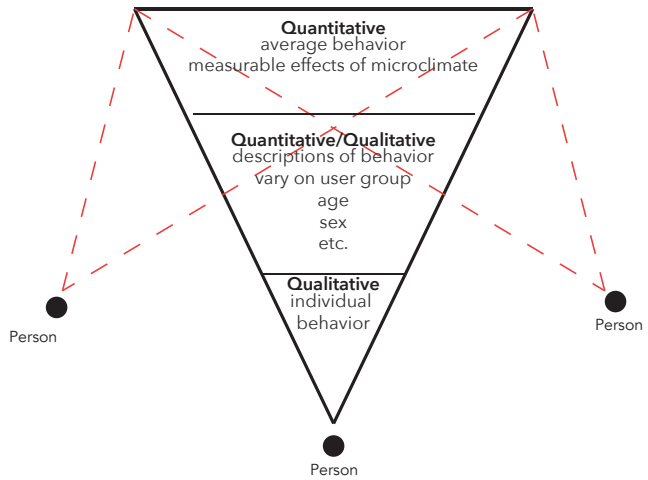 Quantitative
average behavior
measurable effects of microclimate
Quantitative/Qualitative
descriptions of behavior
vary on user group
age
sex
etc.
Qualitative
individual
behavior
Person
Person
Person